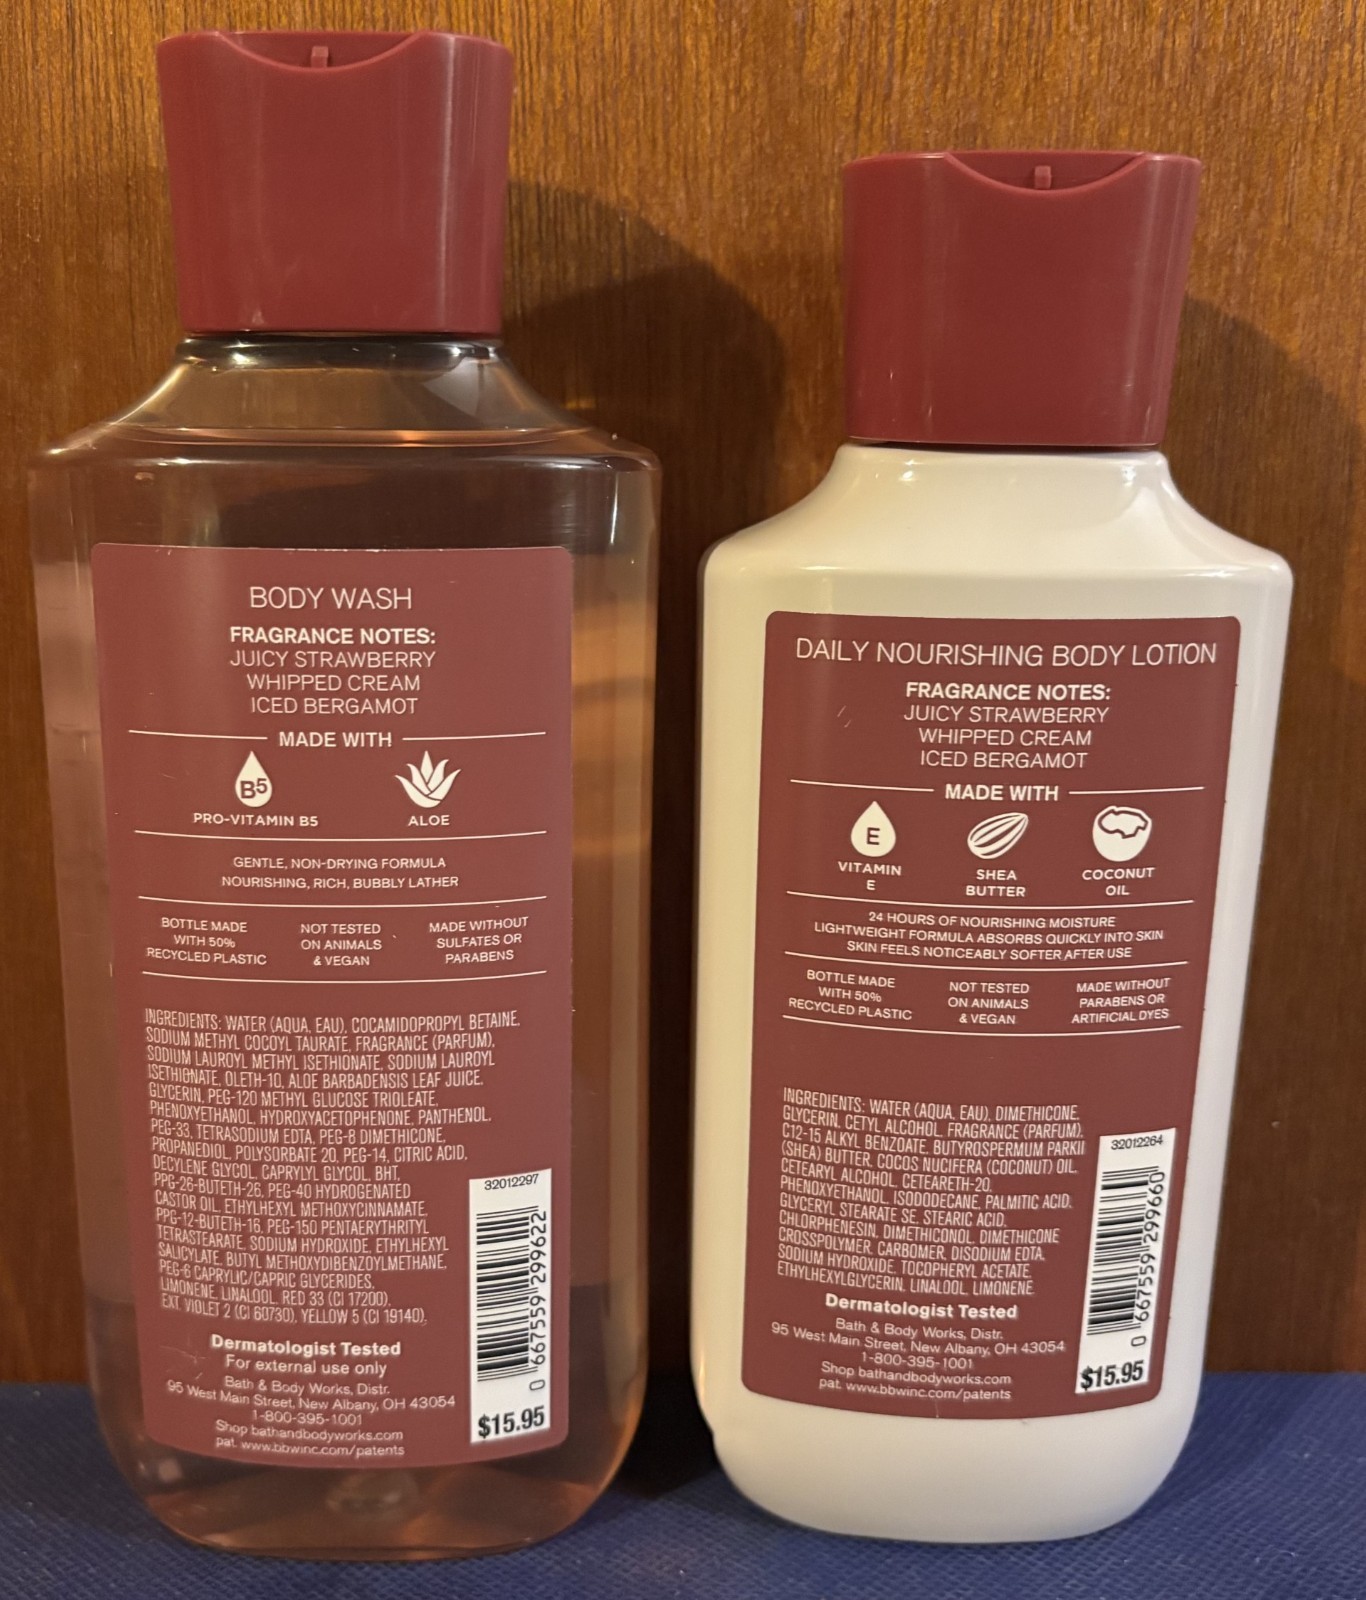 BODY WASH
FRAGRANCE NOTES:
JUICY STRAWBERRY
WHIPPED CREAM
ICED BERGAMOT
MADE WITH
B5
PRO-VITAMIN B5
ALOE
GENTLE, NON-DRYING FORMULA
NOURISHING, RICH, BUBBLY LATHER
BOTTLE MADE
WITH 50%
RECYCLED PLASTIC
NOT TESTED
ON ANIMALS
& VEGAN
MADE WITHOUT
SULFATES OR
PARABENS
INGREDIENTS: WATER (AQUA, EAU), COCAMIDOPROPYL BETAINE,
SODIUM METHYL COCOYL TAURATE, FRAGRANCE (PARFUM),
SODIUM LAUROYL METHYL ISETHIONATE, SODIUM LAUROYL
ISETHIONATE, OLETH-10, ALOE BARBADENSIS LEAF JUICE,
GLYCERIN, PEG-120 METHYL GLUCOSE TRIOLEATE,
PHENOXYETHANOL, HYDROXYACETOPHENONE, PANTHENOL,
PEG-33, TETRASODIUM EDTA, PEG-8 DIMETHICONE,
PROPANEDIOL, POLYSORBATE 20, PEG-14, CITRIC ACID,
DECYLENE GLYCOL, CAPRYLYL GLYCOL, BHT,
PPG-26-BUTETH-26, PEG-40 HYDROGENATED
CASTOR OIL, ETHYLHEXYL METHOXYCINNAMATE,
PPG-12-BUTETH-16, PEG-150 PENTAERYTHRITYL
TETRASTEARATE, SODIUM HYDROXIDE, ETHYLHEXYL
SALICYLATE, BUTYL METHOXYDIBENZOYLMETHANE,
PEG-6 CAPRYLIC/CAPRIC GLYCERIDES,
LIMONENE, LINALOOL, RED 33 (CI 17200),
EXT. VIOLET 2 (CI 60730), YELLOW 5 (CI 19140).
Dermatologist Tested
For external use only
Bath & Body Works, Distr.
95 West Main Street, New Albany, OH 43054
1-800-395-1001
Shop bathandbodyworks.com
pat. www.bbwinc.com/patents
32012297
0 667559 299622
$15.95
DAILY NOURISHING BODY LOTION
FRAGRANCE NOTES:
JUICY STRAWBERRY
WHIPPED CREAM
ICED BERGAMOT
MADE WITH
E
VITAMIN
E
SHEA
BUTTER
COCONUT
OIL
24 HOURS OF NOURISHING MOISTURE
LIGHTWEIGHT FORMULA ABSORBS QUICKLY INTO SKIN
SKIN FEELS NOTICEABLY SOFTER AFTER USE
BOTTLE MADE
WITH 50%
RECYCLED PLASTIC
NOT TESTED
ON ANIMALS
& VEGAN
MADE WITHOUT
PARABENS OR
ARTIFICIAL DYES
INGREDIENTS: WATER (AQUA, EAU), DIMETHICONE,
GLYCERIN, CETYL ALCOHOL, FRAGRANCE (PARFUM),
C12-15 ALKYL BENZOATE, BUTYROSPERMUM PARKII
(SHEA) BUTTER, COCOS NUCIFERA (COCONUT) OIL,
CETEARYL ALCOHOL, CETEARETH-20,
PHENOXYETHANOL, ISODODECANE, PALMITIC ACID,
GLYCERYL STEARATE SE, STEARIC ACID,
CHLORPHENESIN, DIMETHICONOL, DIMETHICONE
CROSSPOLYMER, CARBOMER, DISODIUM EDTA,
SODIUM HYDROXIDE, TOCOPHERYL ACETATE,
ETHYLHEXYLGLYCERIN, LINALOOL, LIMONENE.
Dermatologist Tested
Bath & Body Works, Distr.
95 West Main Street, New Albany, OH 43054
1-800-395-1001
Shop bathandbodyworks.com
pat. www.bbwinc.com/patents
32012264
0 667559 299660
$15.95